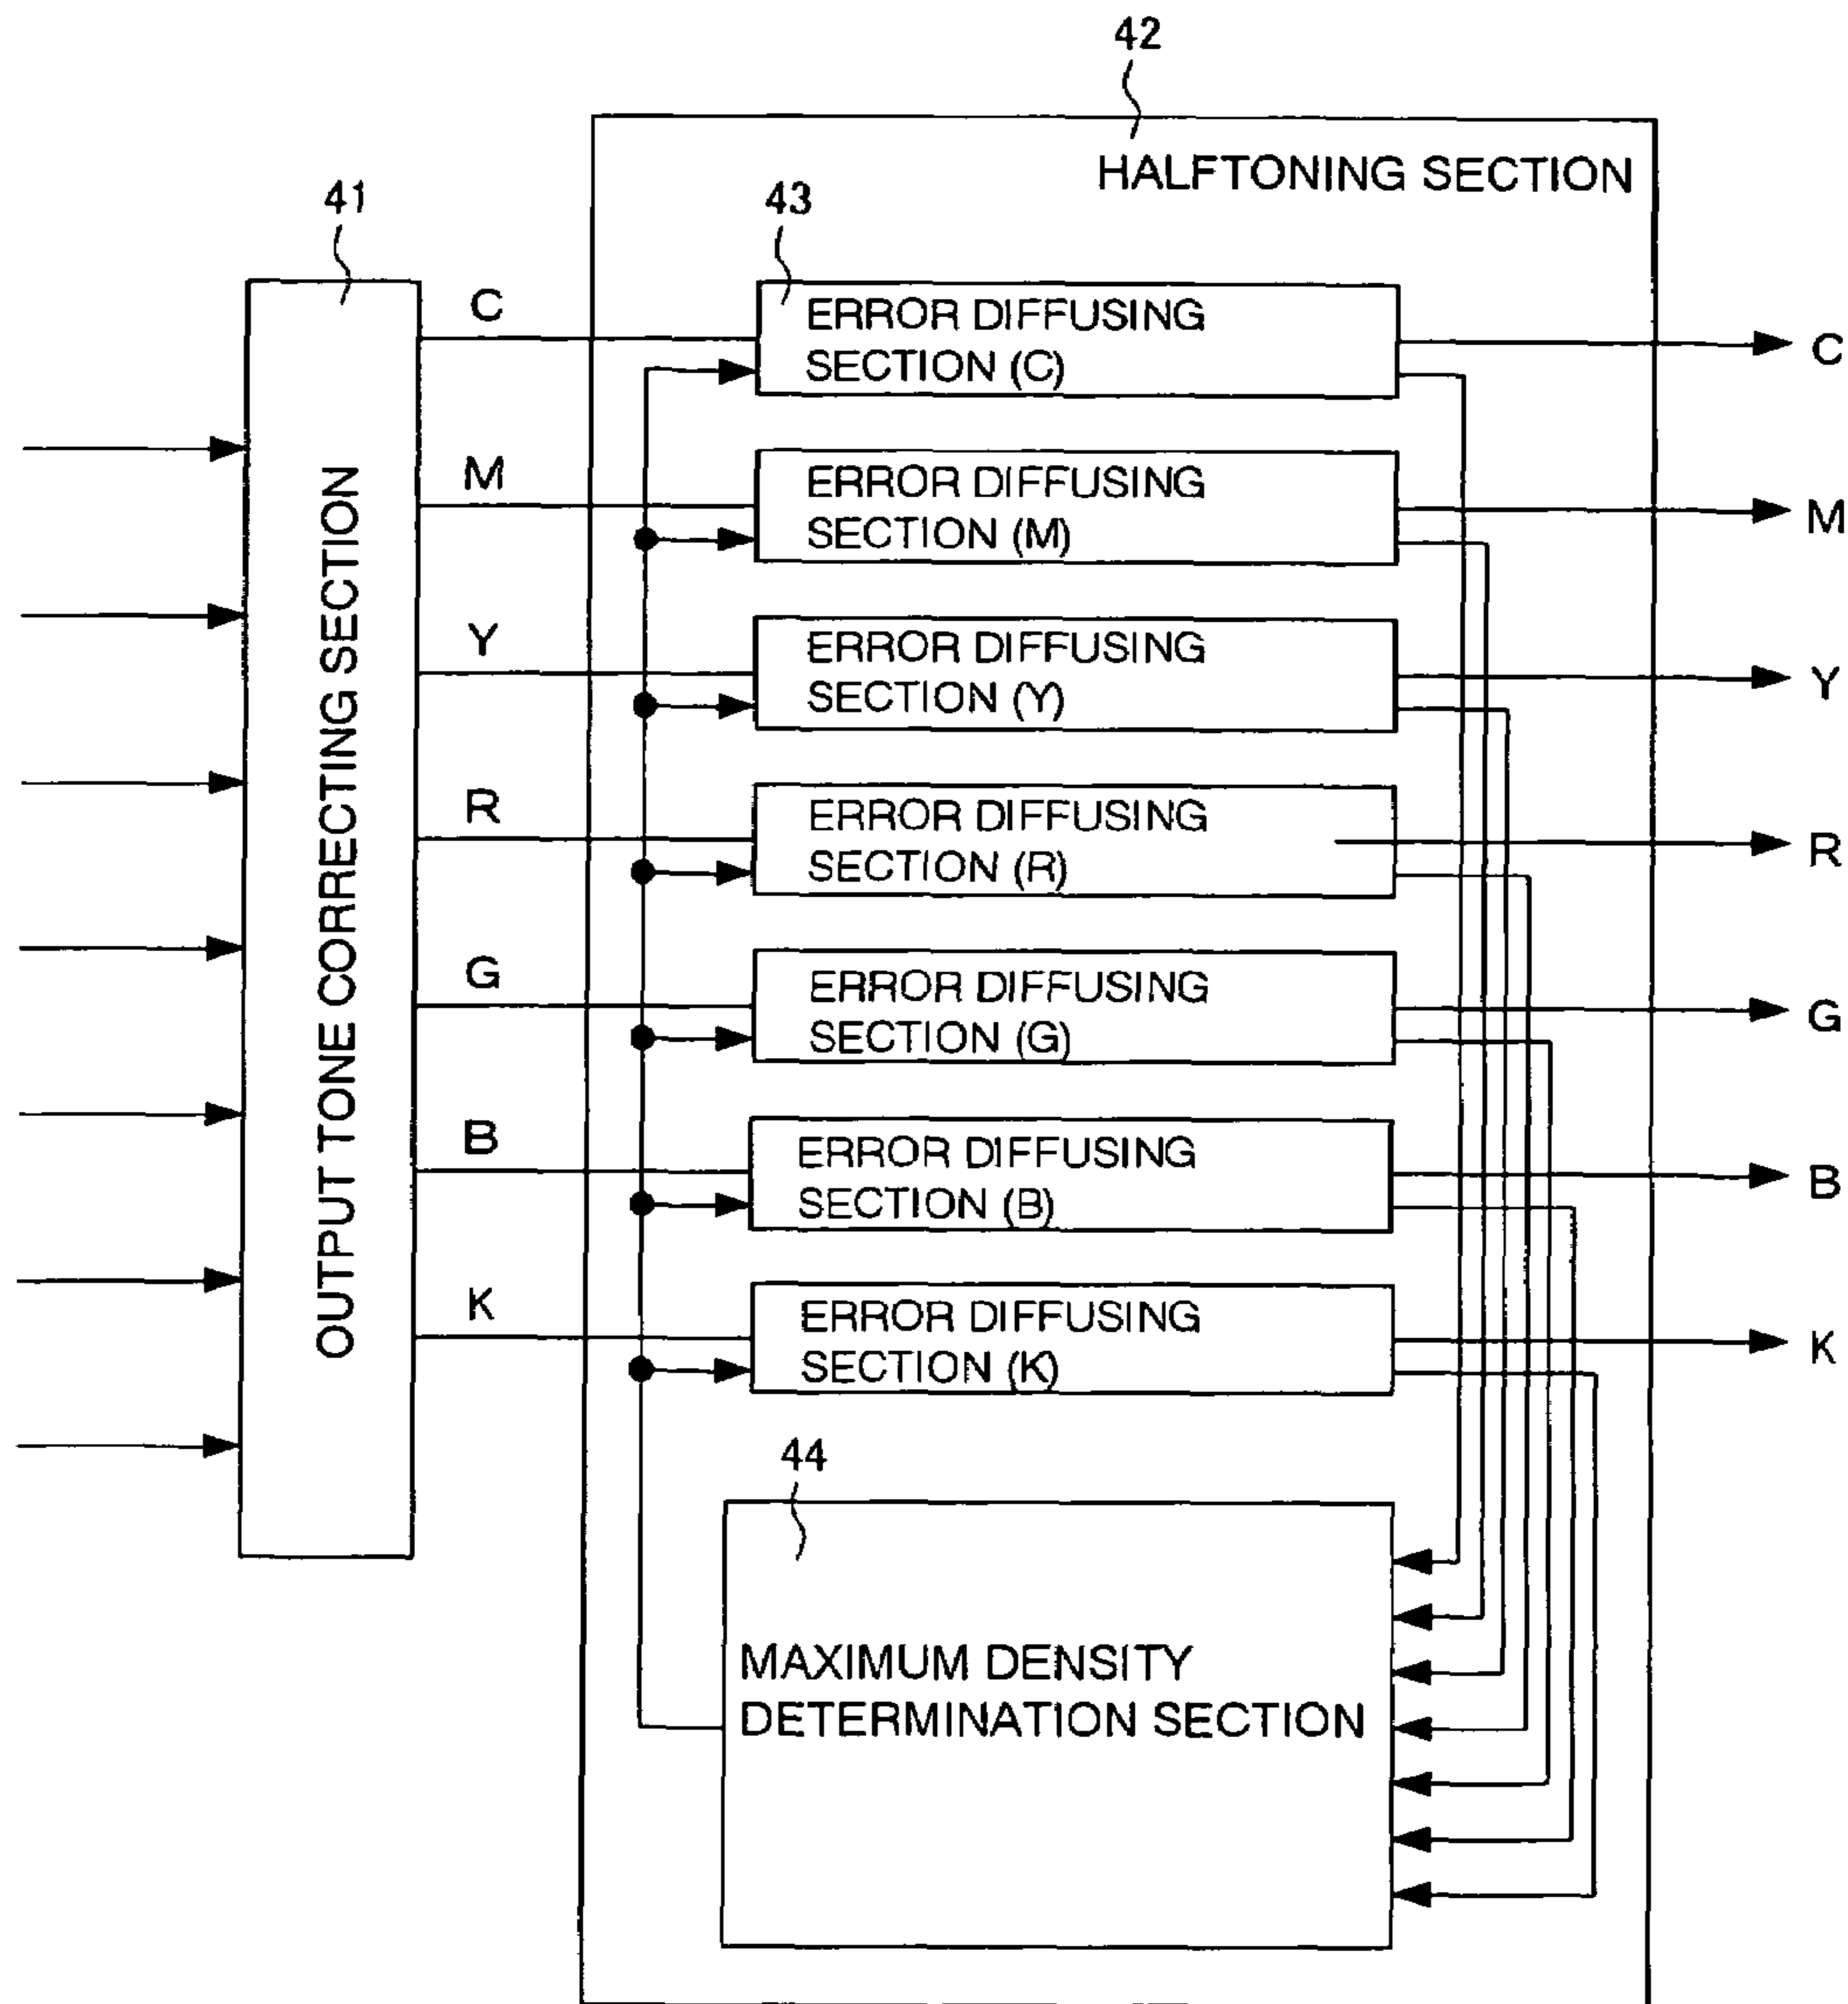 42
HALFTONING SECTION
41
43
OUTPUT TONE CORRECTING SECTION
C
ERROR DIFFUSING
SECTION (C)
C
M
ERROR DIFFUSING
SECTION (M)
M
Y
ERROR DIFFUSING
SECTION (Y)
Y
R
ERROR DIFFUSING
SECTION (R)
R
G
ERROR DIFFUSING
SECTION (G)
G
B
ERROR DIFFUSING
SECTION (B)
B
K
ERROR DIFFUSING
SECTION (K)
K
44
MAXIMUM DENSITY
DETERMINATION SECTION